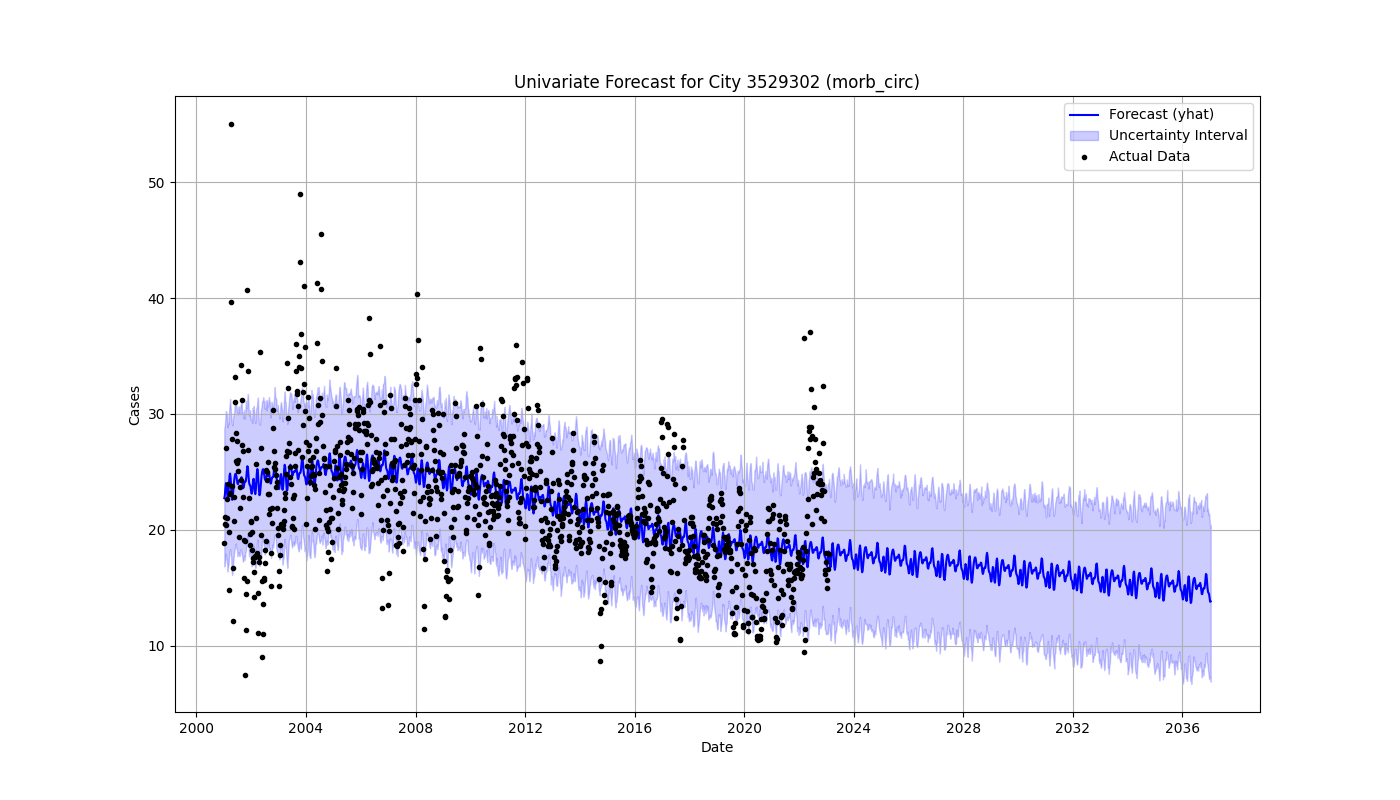 Univariate Forecast for City 3529302 (morb_circ)
Forecast (yhat)
Uncertainty Interval
Actual Data
50
40
30
20
10
Cases
2000 2004 2008 2012 2016 2020 2024 2028 2032 2036
Date